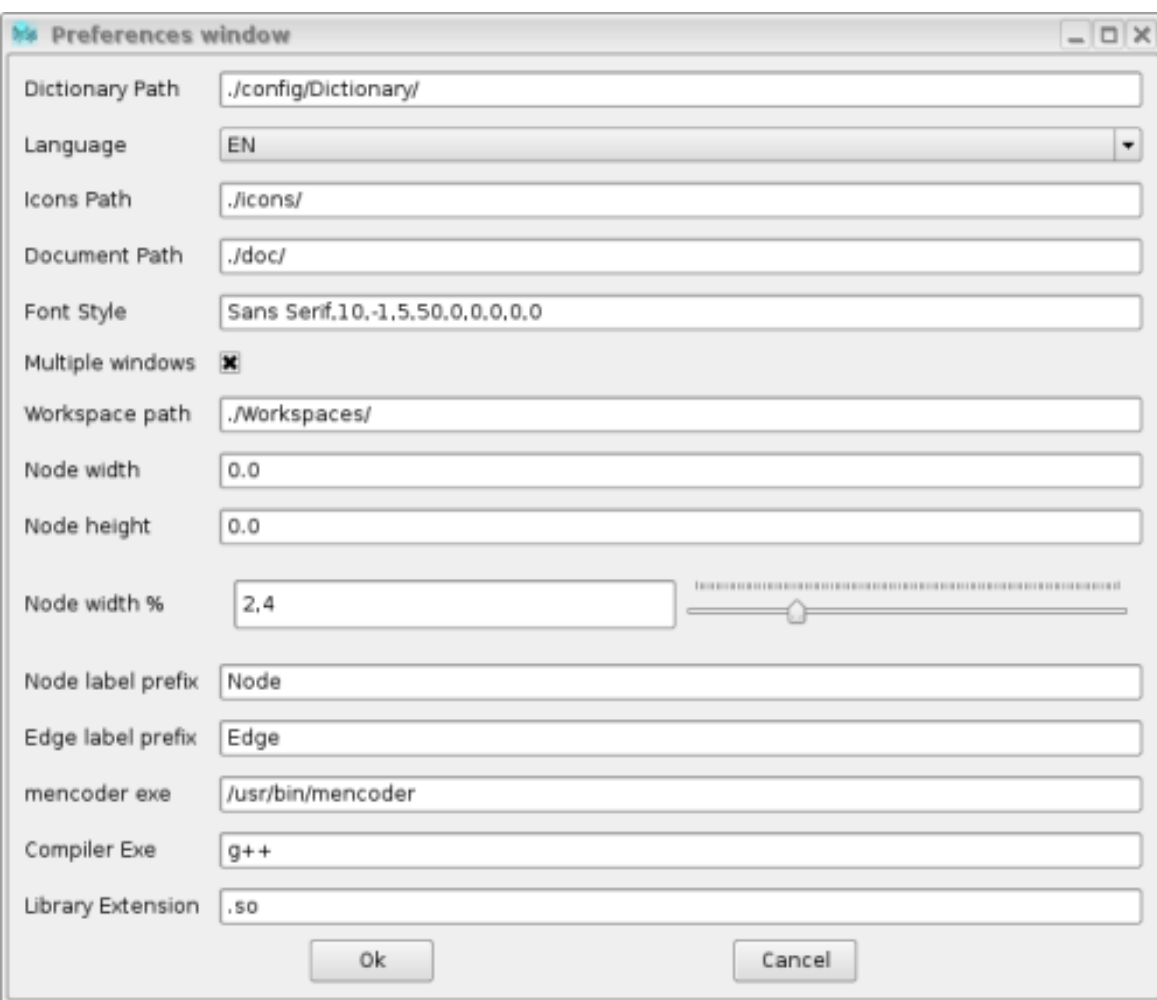 Preferences window
Dictionary Path ./config/Dictionary/
Language EN
Icons Path ./icons/
Document Path ./doc/
Font Style Sans Serif,10,-1,5,50,0,0,0,0,0
Multiple windows
Workspace path ./Workspaces/
Node width 0.0
Node height 0.0
Node width % 2,4
Node label prefix Node
Edge label prefix Edge
mencoder exe /usr/bin/mencoder
Compiler Exe g++
Library Extension .so
Ok Cancel